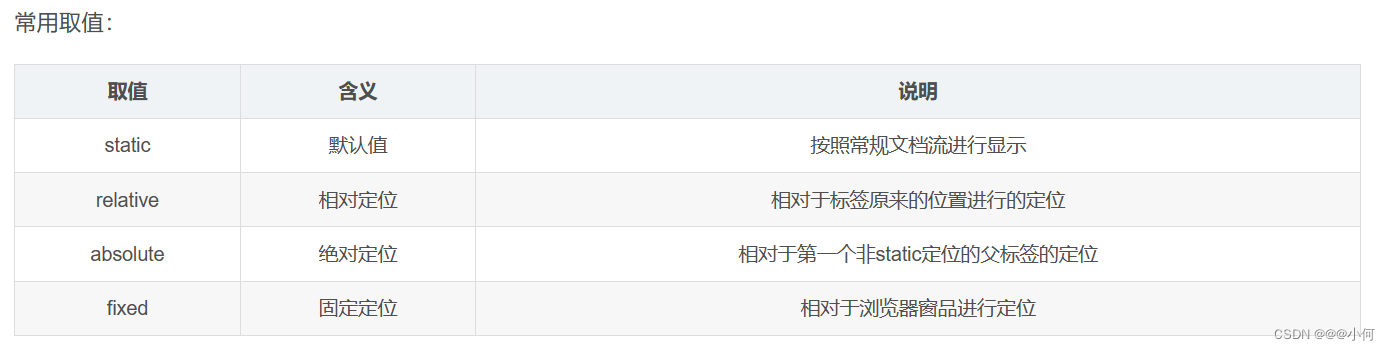 常用取值：
取值 含义 说明
static 默认值 按照常规文档流进行显示
relative 相对定位 相对于标签原来的位置进行的定位
absolute 绝对定位 相对于第一个非static定位的父标签的定位
fixed 固定定位 相对于浏览器窗品进行定位
CSDN @@@小何